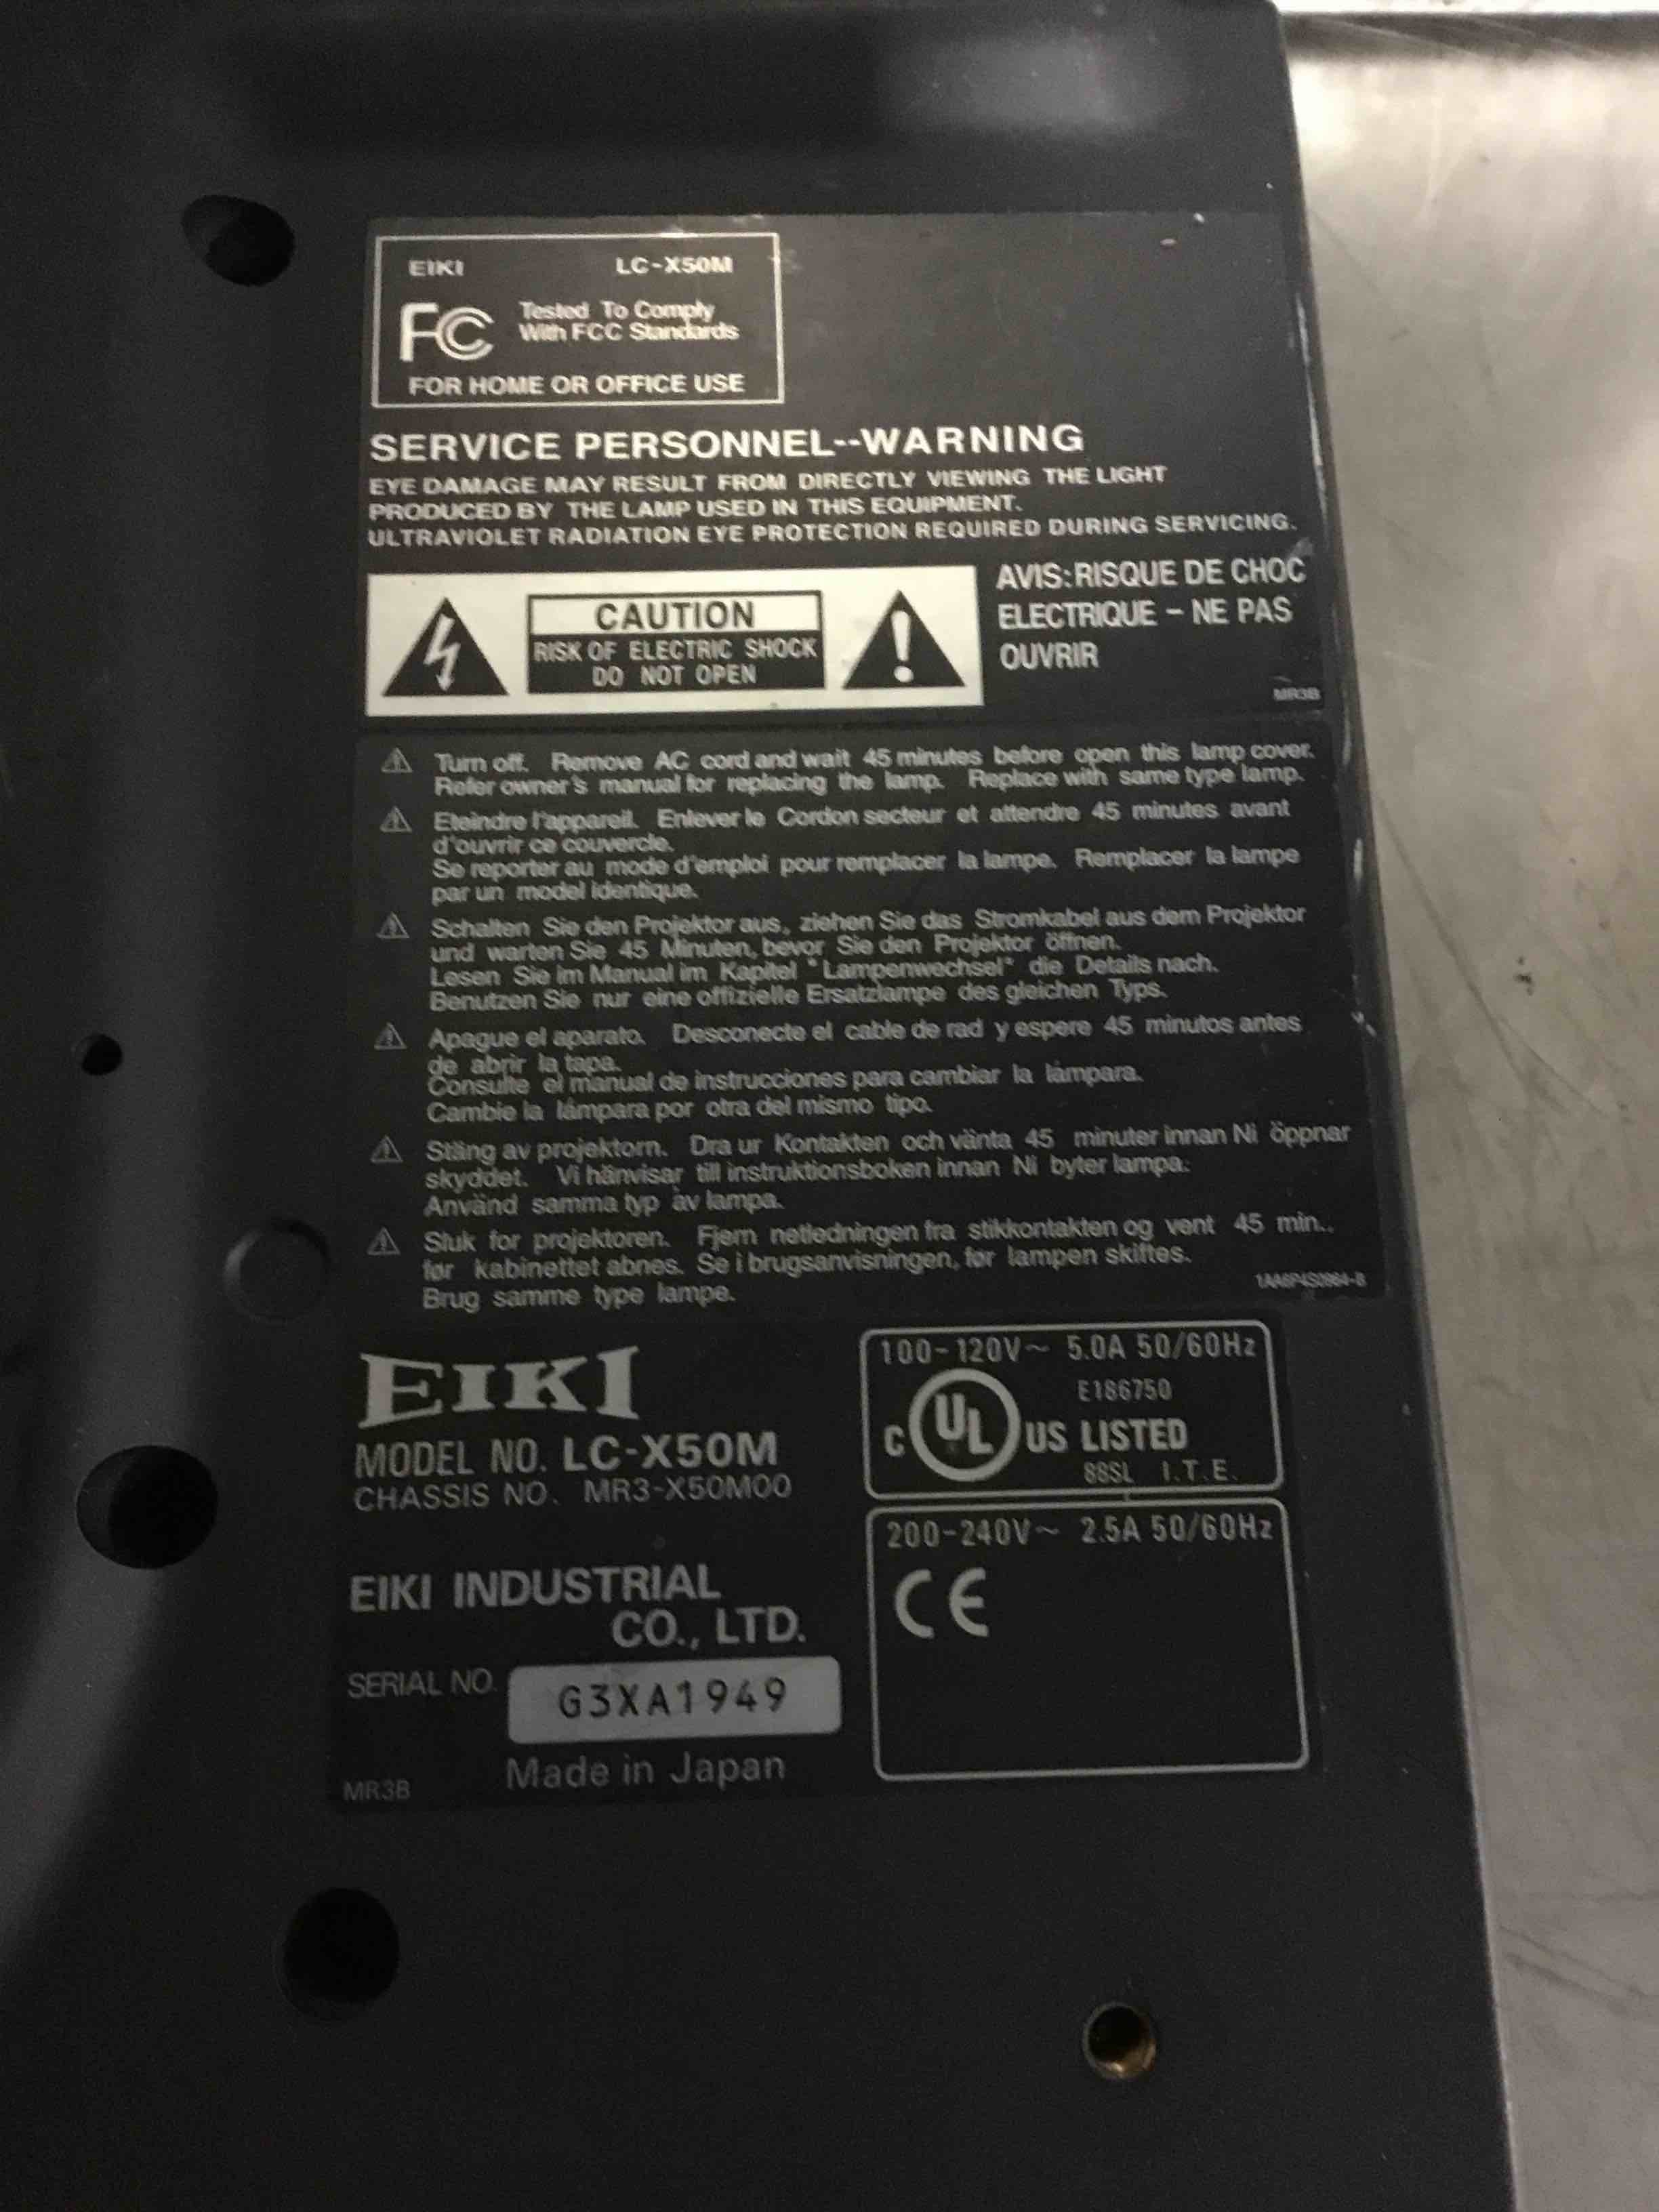 EIKI LC-X50M
FC Tested To Comply
With FCC Standards
FOR HOME OR OFFICE USE
SERVICE PERSONNEL--WARNING
EYE DAMAGE MAY RESULT FROM DIRECTLY VIEWING THE LIGHT
PRODUCED BY THE LAMP USED IN THIS EQUIPMENT.
ULTRAVIOLET RADIATION EYE PROTECTION REQUIRED DURING SERVICING.
CAUTION
RISK OF ELECTRIC SHOCK
DO NOT OPEN
AVIS:RISQUE DE CHOC
ELECTRIQUE – NE PAS
OUVRIR
MR3B
Turn off. Remove AC cord and wait 45 minutes before open this lamp cover.
Refer owner's manual for replacing the lamp. Replace with same type lamp.
Eteindre l'appareil. Enlever le Cordon secteur et attendre 45 minutes avant
d'ouvrir ce couvercle.
Se reporter au mode d'emploi pour remplacer la lampe. Remplacer la lampe
par un model identique.
Schalten Sie den Projektor aus, ziehen Sie das Stromkabel aus dem Projektor
und warten Sie 45 Minuten, bevor Sie den Projektor öffnen.
Lesen Sie im Manual im Kapitel "Lampenwechsel" die Details nach.
Benutzen Sie nur eine offizielle Ersatzlampe des gleichen Typs.
Apague el aparato. Desconecte el cable de rad y espere 45 minutos antes
de abrir la tapa.
Consulte el manual de instrucciones para cambiar la lámpara.
Cambie la lámpara por otra del mismo tipo.
Stäng av projektorn. Dra ur Kontakten och vänta 45 minuter innan Ni öppnar
skyddet. Vi hänvisar till instruktionsboken innan Ni byter lampa.
Använd samma typ av lampa.
Sluk for projektoren. Fjern netledningen fra stikkontakten og vent 45 min..
før kabinettet abnes. Se i brugsanvisningen, før lampen skiftes.
Brug samme type lampe.
EIKI
MODEL NO. LC-X50M
CHASSIS NO. MR3-X50M00
EIKI INDUSTRIAL
CO., LTD.
SERIAL NO. G3XA1949
Made in Japan
MR3B
100-120V~ 5.0A 50/60Hz
E186750
C UL US LISTED
88SL I.T.E.
200-240V~ 2.5A 50/60Hz
CE